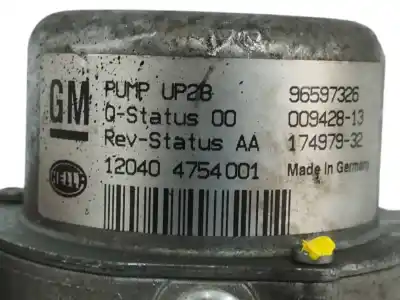 GM
PUMP UP28 96597326
Q-Status 00 009428-13
Rev-Status AA 174979-32
12040 4754001 Made in Germany
HELLA